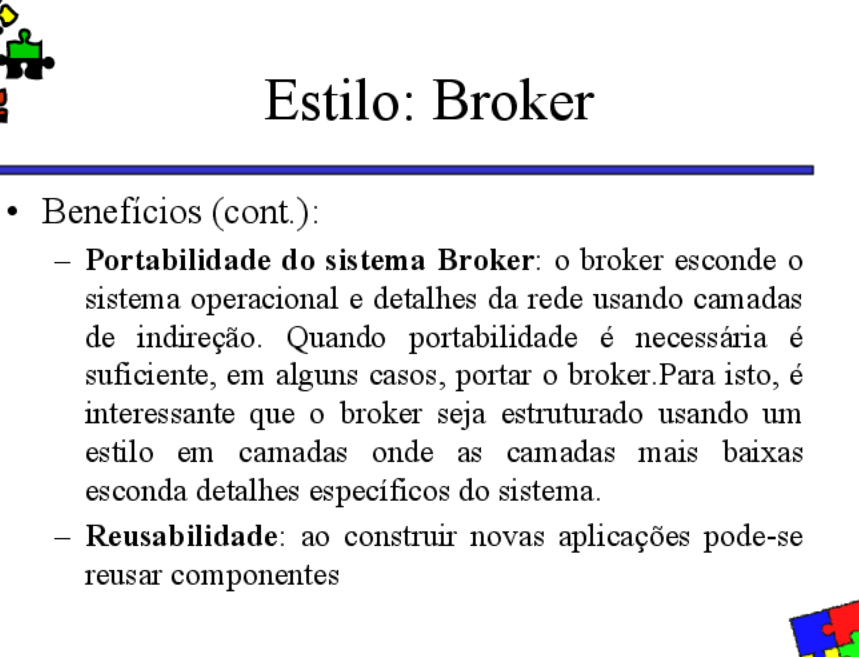 Estilo: Broker
• Benefícios (cont.):
– Portabilidade do sistema Broker: o broker esconde o
sistema operacional e detalhes da rede usando camadas
de indireção. Quando portabilidade é necessária é
suficiente, em alguns casos, portar o broker.Para isto, é
interessante que o broker seja estruturado usando um
estilo em camadas onde as camadas mais baixas
esconda detalhes específicos do sistema.
– Reusabilidade: ao construir novas aplicações pode-se
reusar componentes